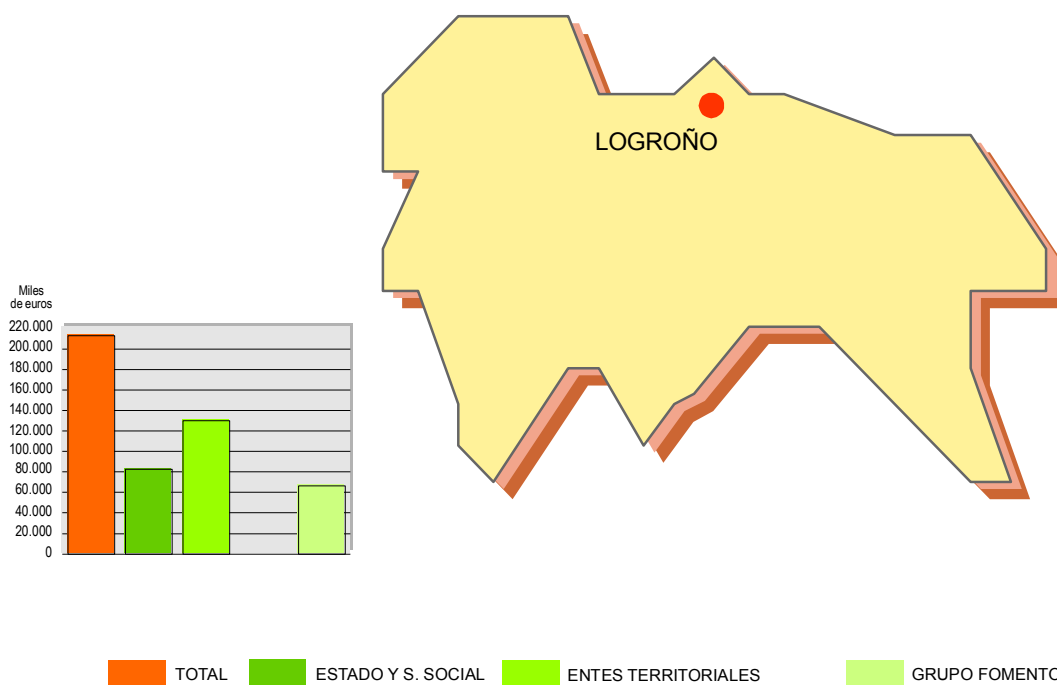 LOGROÑO
Miles
de euros
220.000
200.000
180.000
160.000
140.000
120.000
100.000
80.000
60.000
40.000
20.000
0
TOTAL
ESTADO Y S. SOCIAL
ENTES TERRITORIALES
GRUPO FOMENTO